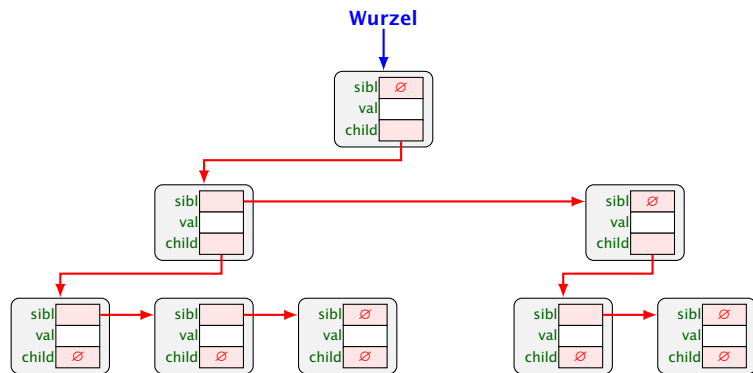 Wurzel
sibl ∅
val
child
sibl sibl ∅
val val
child child
sibl sibl sibl ∅ sibl sibl ∅
val val val val val
child ∅ child ∅ child ∅ child ∅ child ∅